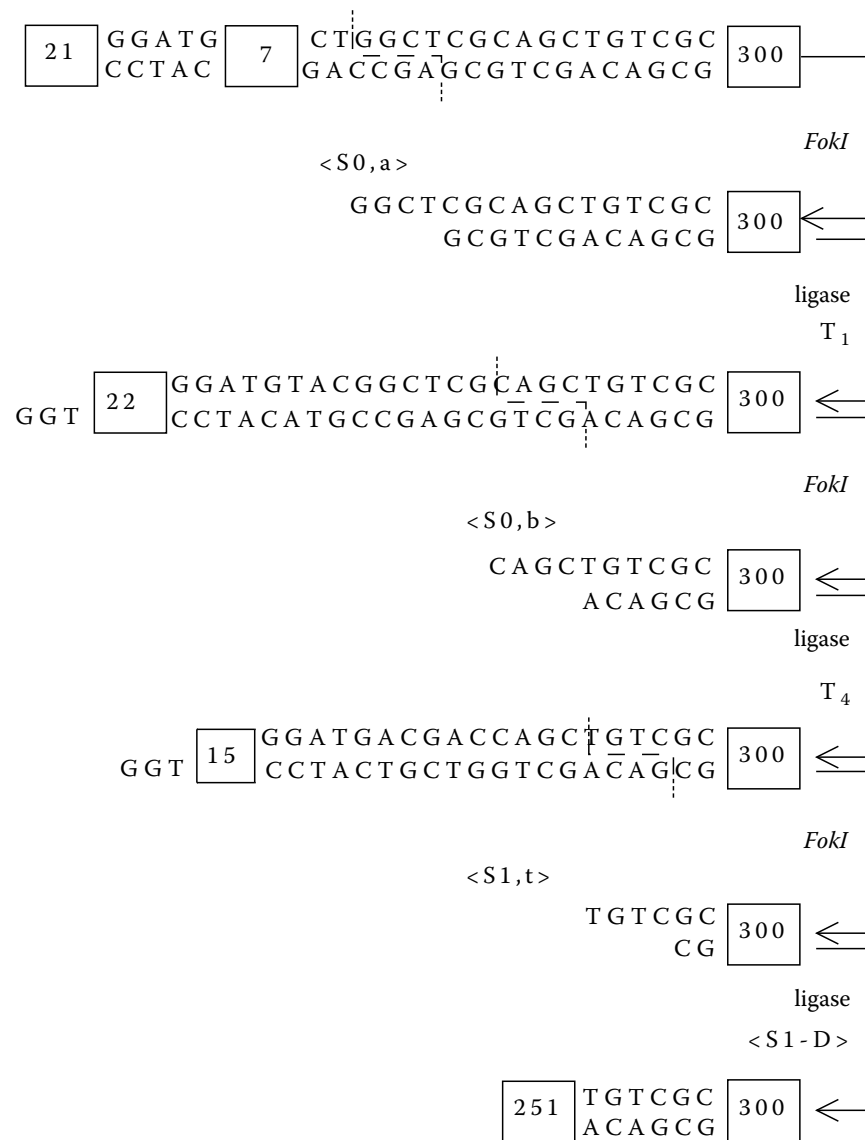 21 GGATG 7 CTGGCTCGCAGCTGTCGC 300
CCTAC GACCGAGCGTCGACAGCG
FokI
<S0,a>
GGCTCGCAGCTGTCGC 300
GCGTCGACAGCG
ligase
T1
GGATGTACGGCTCGCAGCTGTCGC
GGT 22 CCTACATGCCGAGCGTCGACAGCG 300
FokI
<S0,b>
CAGCTGTCGC 300
ACAGCG
ligase
T4
GGATGACGACCAGCTGTCGC
GGT 15 CCTACTGCTGGTCGACAGCG 300
FokI
<S1,t>
TGTCGC 300
CG
ligase
<S1-D>
251 TGTCGC 300
ACAGCG